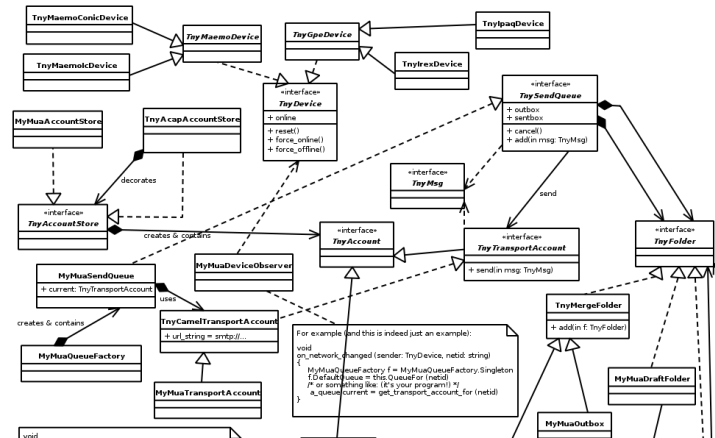 TnyMaemoConicDevice
TnyMaemoDevice
TnyGpeDevice
TnyIpaqDevice
TnyMaemoIcDevice
TnyIrexDevice
«interface»
TnyDevice
+ online
+ reset()
+ force_online()
+ force_offline()
«interface»
TnySendQueue
+ outbox
+ sentbox
+ cancel()
+ add(in msg: TnyMsg)
MyMuaAccountStore
TnyAcapAccountStore
decorates
«interface»
TnyMsg
send
«interface»
TnyAccountStore
creates & contains
«interface»
TnyAccount
«interface»
TnyTransportAccount
+ send(in msg: TnyMsg)
«interface»
TnyFolder
MyMuaSendQueue
+ current: TnyTransportAccount
MyMuaDeviceObserver
uses
creates & contains
TnyCamelTransportAccount
+ url_string = smtp://...
TnyMergeFolder
+ add(in f: TnyFolder)
MyMuaQueueFactory
For example (and this is indeed just an example):
void
on_network_changed (sender: TnyDevice, netid: string)
{
MyMuaQueueFactory f = MyMuaQueueFactory.Singleton
f.DefaultQueue = this.QueueFor (netid)
/* or something like: (it's your program!) */
a_queue.current = get_transport_account_for (netid)
}
MyMuaTransportAccount
MyMuaDraftFolder
MyMuaOutbox
void